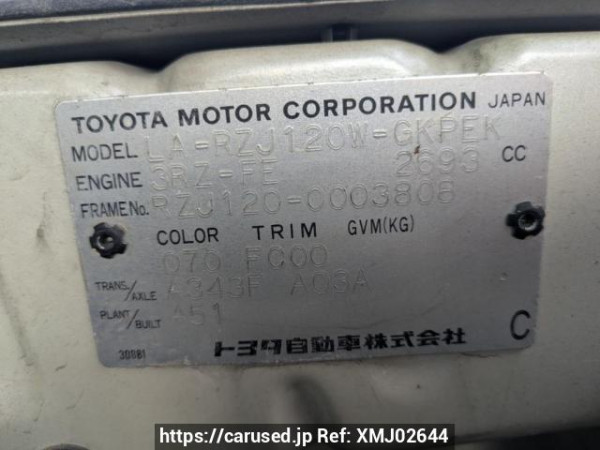 TOYOTA MOTOR CORPORATION JAPAN
MODEL LA-RZJ120W-GKPEK
ENGINE 3RZ-FE 2693 CC
FRAME No. RZJ120-0003808
COLOR TRIM GVM(KG)
070 FC00
TRANS./AXLE A343F A03A
PLANT/BUILT A51
30881 トヨタ自動車株式会社 C
https://carused.jp Ref: XMJ02644